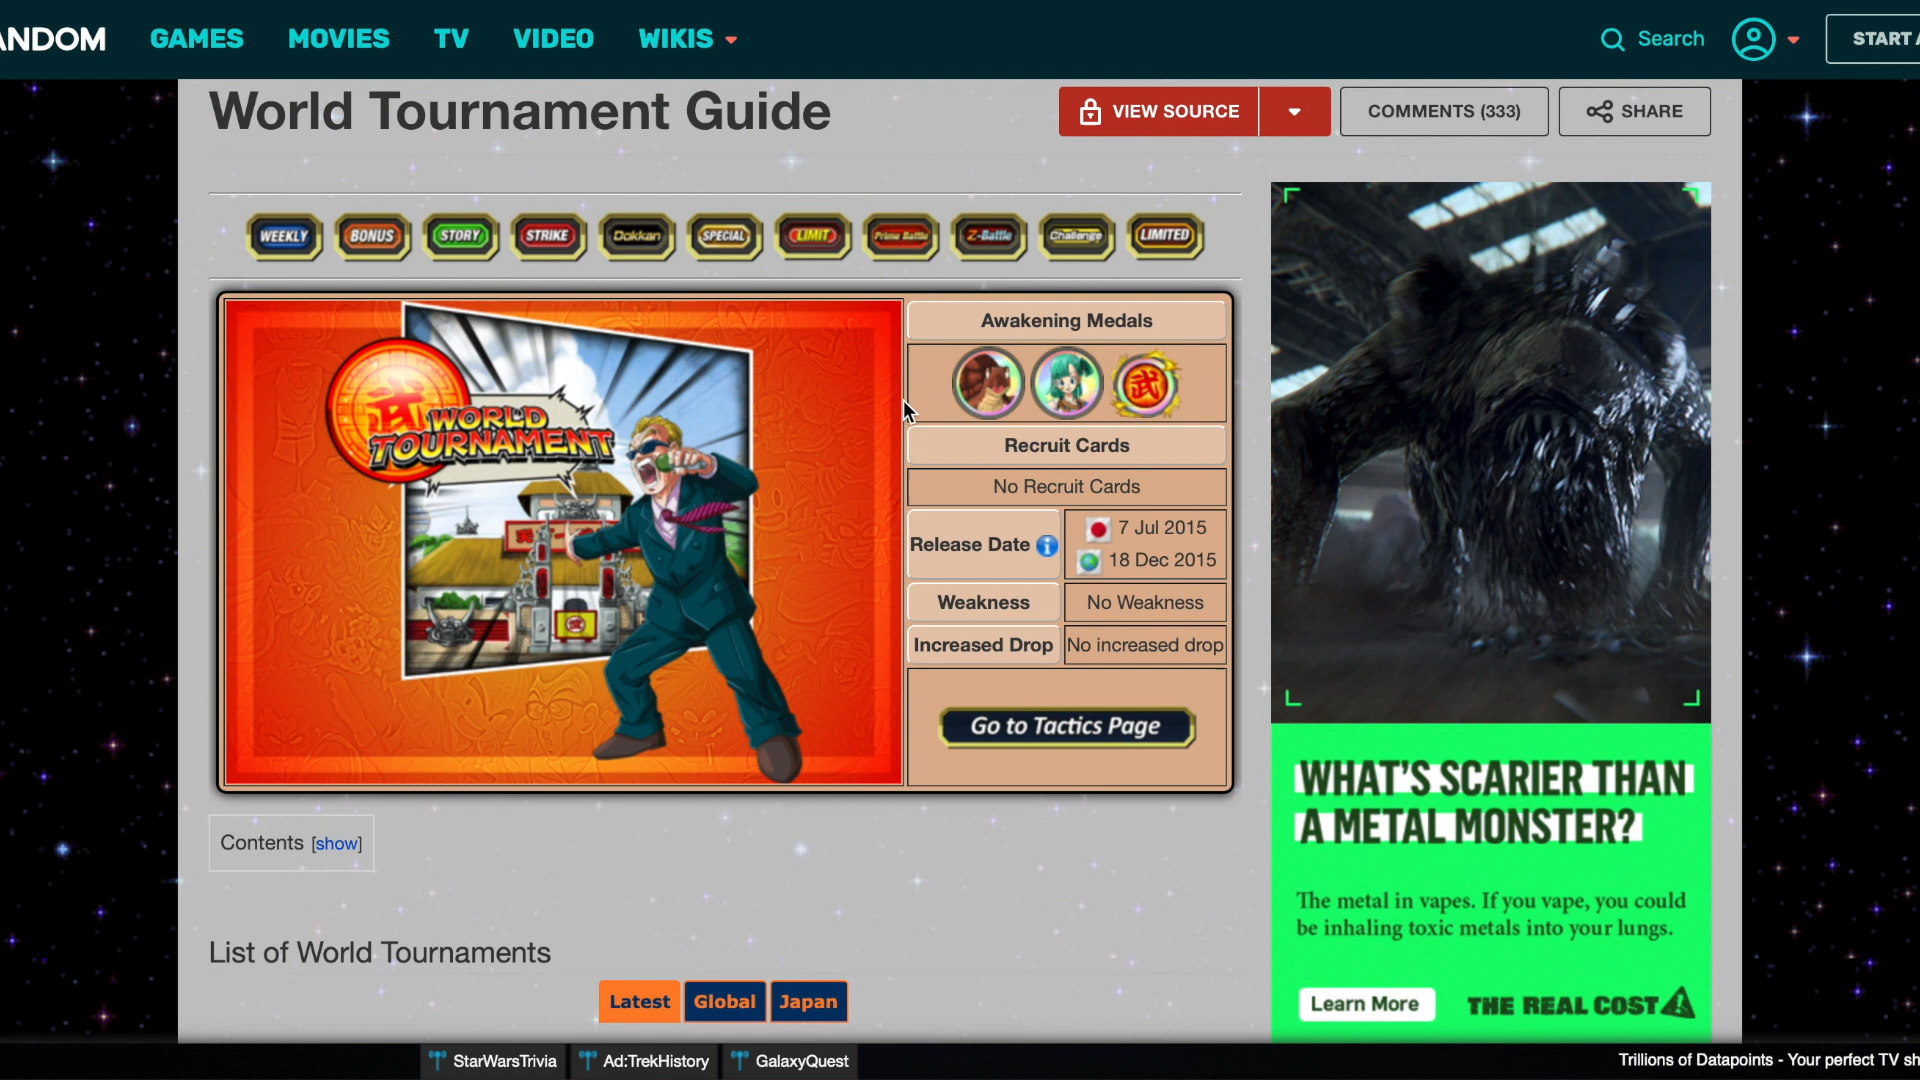 ANDOM GAMES MOVIES TV VIDEO WIKIS Search START
World Tournament Guide
VIEW SOURCE COMMENTS (333) SHARE
WEEKLY BONUS STORY STRIKE Dokkan SPECIAL LIMIT Prime Battle Z-Battle Challenge LIMITED
武 WORLD
TOURNAMENT
Awakening Medals
武
Recruit Cards
No Recruit Cards
Release Date 7 Jul 2015
18 Dec 2015
Weakness No Weakness
Increased Drop No increased drop
Go to Tactics Page
Contents [show]
List of World Tournaments
Latest Global Japan
WHAT'S SCARIER THAN
A METAL MONSTER?
The metal in vapes. If you vape, you could
be inhaling toxic metals into your lungs.
Learn More THE REAL COST
StarWarsTrivia Ad:TrekHistory GalaxyQuest Trillions of Datapoints - Your perfect TV sh